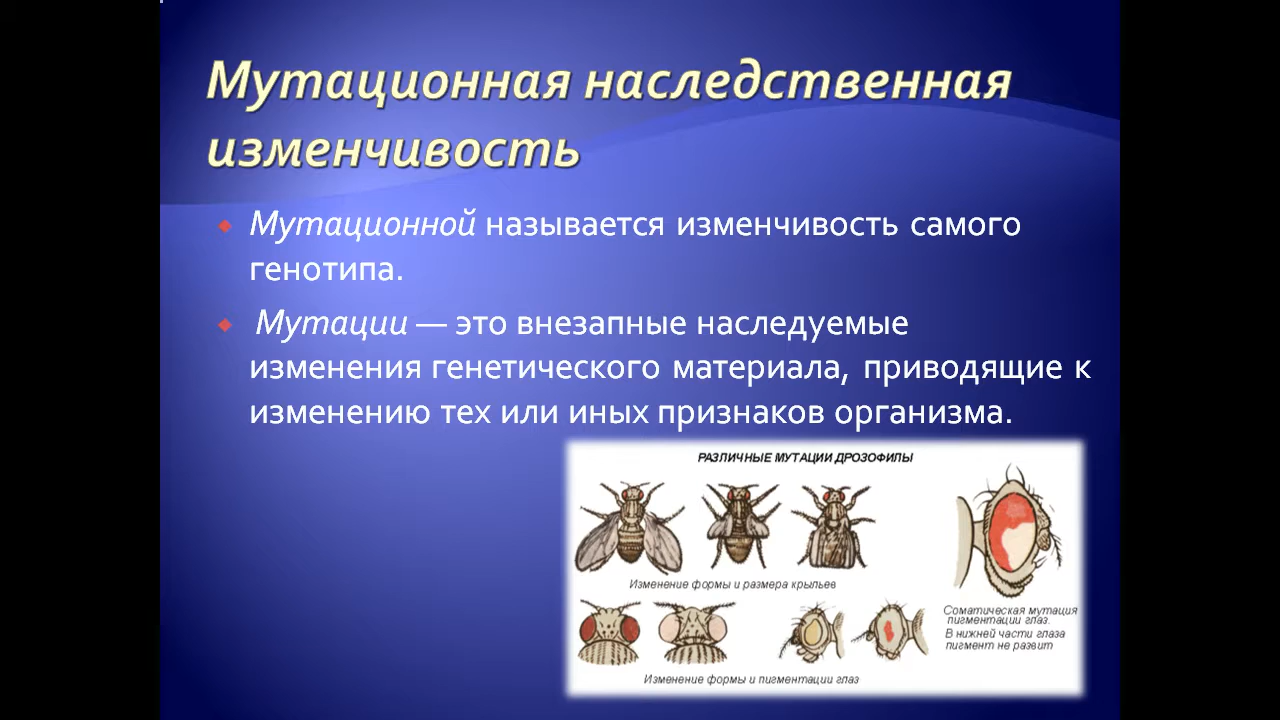 Мутационная наследственная
изменчивость
Мутационной называется изменчивость самого
генотипа.
Мутации — это внезапные наследуемые
изменения генетического материала, приводящие к
изменению тех или иных признаков организма.
РАЗЛИЧНЫЕ МУТАЦИИ ДРОЗОФИЛЫ
Изменение формы и размера крыльев
Соматическая мутация
пигментации глаз.
В нижней части глаза
пигмент не развит
Изменение формы и пигментации глаз